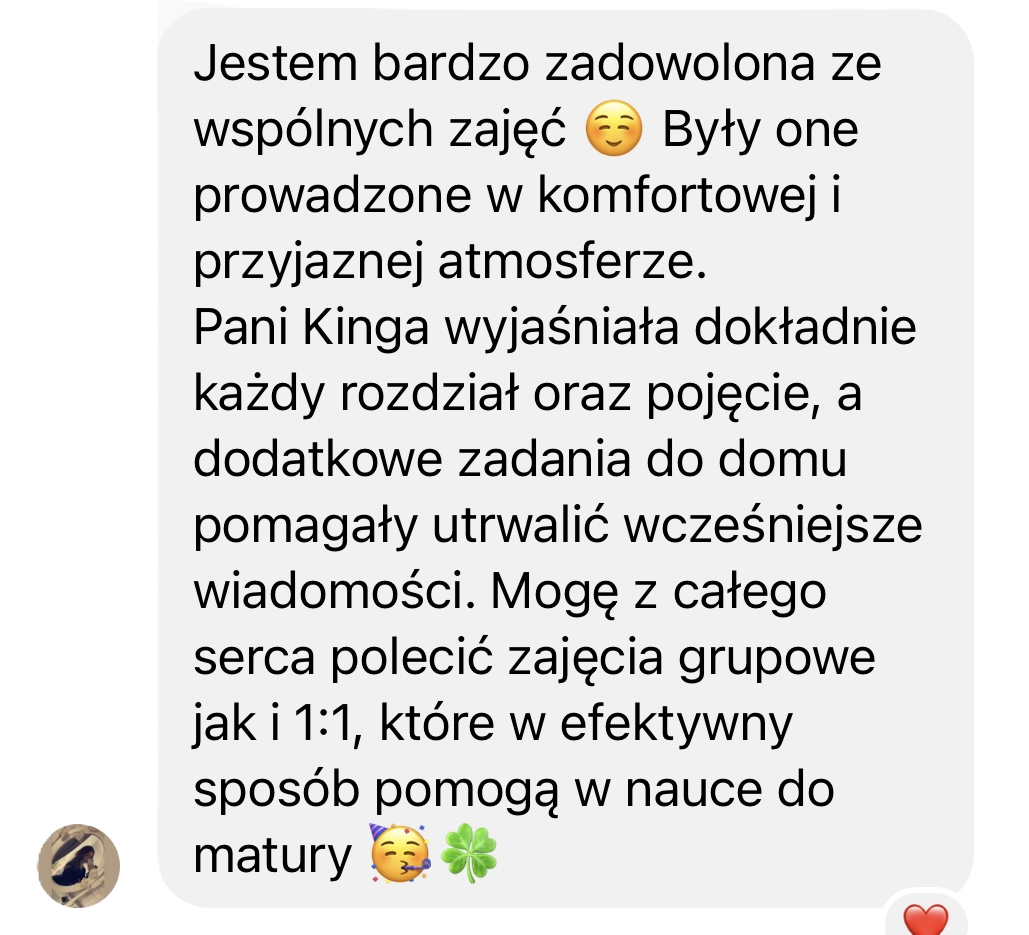 Jestem bardzo zadowolona ze
wspólnych zajęć ☺️ Były one
prowadzone w komfortowej i
przyjaznej atmosferze.
Pani Kinga wyjaśniała dokładnie
każdy rozdział oraz pojęcie, a
dodatkowe zadania do domu
pomagały utrwalić wcześniejsze
wiadomości. Mogę z całego
serca polecić zajęcia grupowe
jak i 1:1, które w efektywny
sposób pomogą w nauce do
matury 🥳🍀